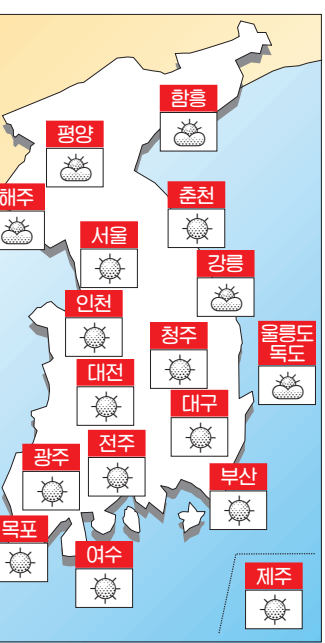 함흥
평양
해주
춘천
서울
강릉
인천
청주
울릉도
독도
대전
대구
전주
광주
부산
목포
여수
제주